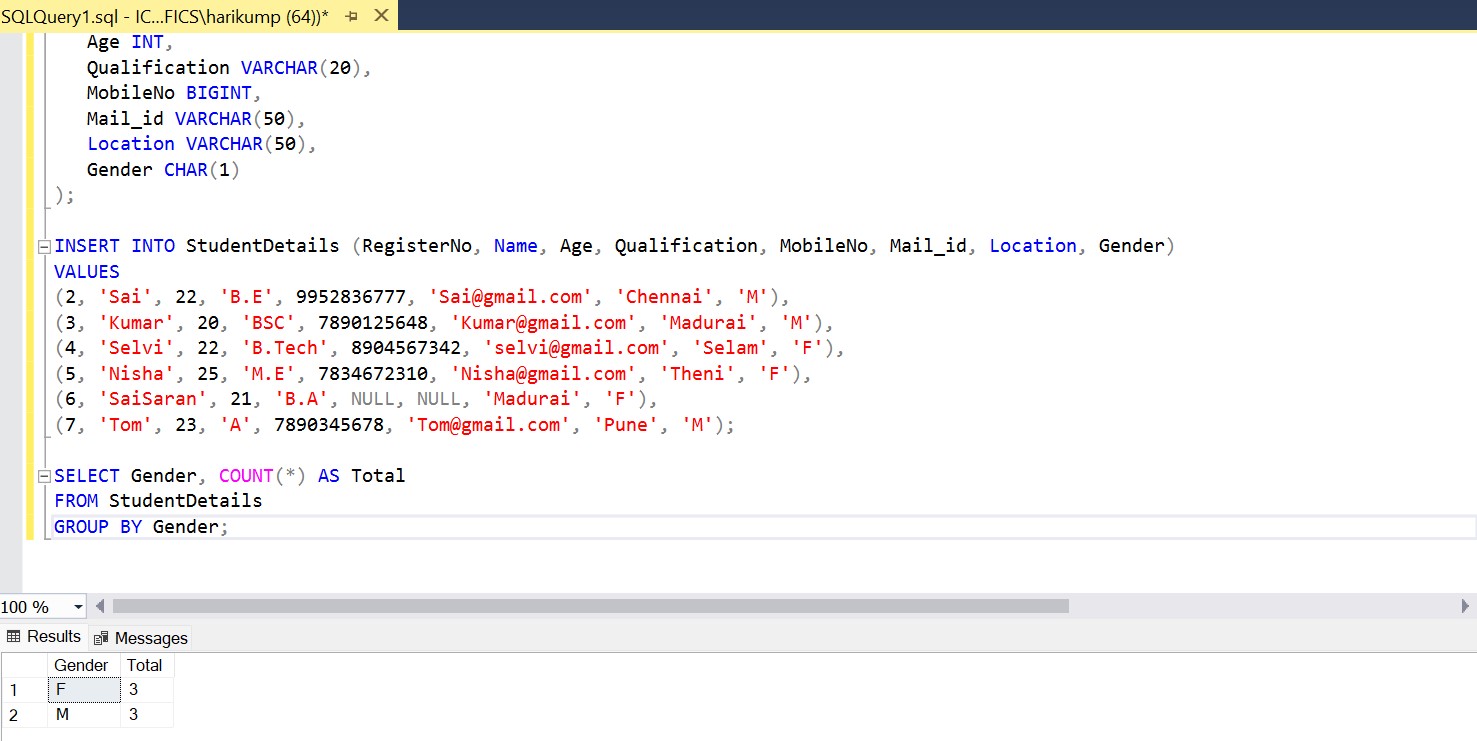 SQLQuery1.sql - IC...FICS\harikump (64))*
Age INT,
Qualification VARCHAR(20),
MobileNo BIGINT,
Mail_id VARCHAR(50),
Location VARCHAR(50),
Gender CHAR(1)
);
INSERT INTO StudentDetails (RegisterNo, Name, Age, Qualification, MobileNo, Mail_id, Location, Gender)
VALUES
(2, 'Sai', 22, 'B.E', 9952836777, 'Sai@gmail.com', 'Chennai', 'M'),
(3, 'Kumar', 20, 'BSC', 7890125648, 'Kumar@gmail.com', 'Madurai', 'M'),
(4, 'Selvi', 22, 'B.Tech', 8904567342, 'selvi@gmail.com', 'Selam', 'F'),
(5, 'Nisha', 25, 'M.E', 7834672310, 'Nisha@gmail.com', 'Theni', 'F'),
(6, 'SaiSaran', 21, 'B.A', NULL, NULL, 'Madurai', 'F'),
(7, 'Tom', 23, 'A', 7890345678, 'Tom@gmail.com', 'Pune', 'M');
SELECT Gender, COUNT(*) AS Total
FROM StudentDetails
GROUP BY Gender;
100 %
Results Messages
Gender Total
1 F 3
2 M 3